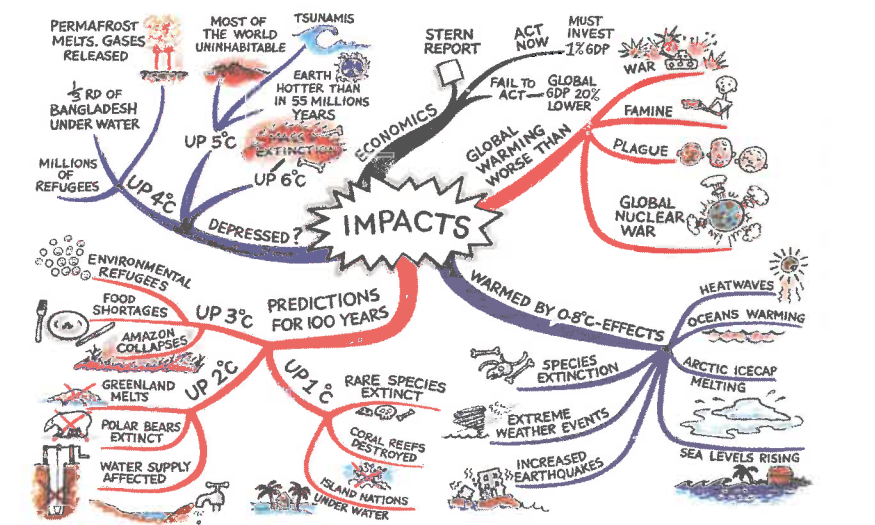 IMPACTS
ECONOMICS
STERN
REPORT
ACT
NOW
MUST
INVEST
1% GDP
FAIL TO
ACT
GLOBAL
GDP 20%
LOWER
GLOBAL
WARMING
WORSE THAN
WAR
FAMINE
PLAGUE
GLOBAL
NUCLEAR
WAR
WARMED BY 0·8°C-EFFECTS
HEATWAVES
OCEANS WARMING
ARCTIC ICECAP
MELTING
SEA LEVELS RISING
SPECIES
EXTINCTION
EXTREME
WEATHER EVENTS
INCREASED
EARTHQUAKES
PREDICTIONS
FOR 100 YEARS
UP 1°C
RARE SPECIES
EXTINCT
CORAL REEFS
DESTROYED
ISLAND NATIONS
UNDER WATER
UP 2°C
GREENLAND
MELTS
POLAR BEARS
EXTINCT
WATER SUPPLY
AFFECTED
UP 3°C
ENVIRONMENTAL
REFUGEES
FOOD
SHORTAGES
AMAZON
COLLAPSES
DEPRESSED?
UP 4°C
MILLIONS
OF
REFUGEES
1/3 RD OF
BANGLADESH
UNDER WATER
PERMAFROST
MELTS. GASES
RELEASED
UP 5°C
MOST OF
THE WORLD
UNINHABITABLE
TSUNAMIS
EARTH
HOTTER THAN
IN 55 MILLIONS
YEARS
UP 6°C
EXTINCTION